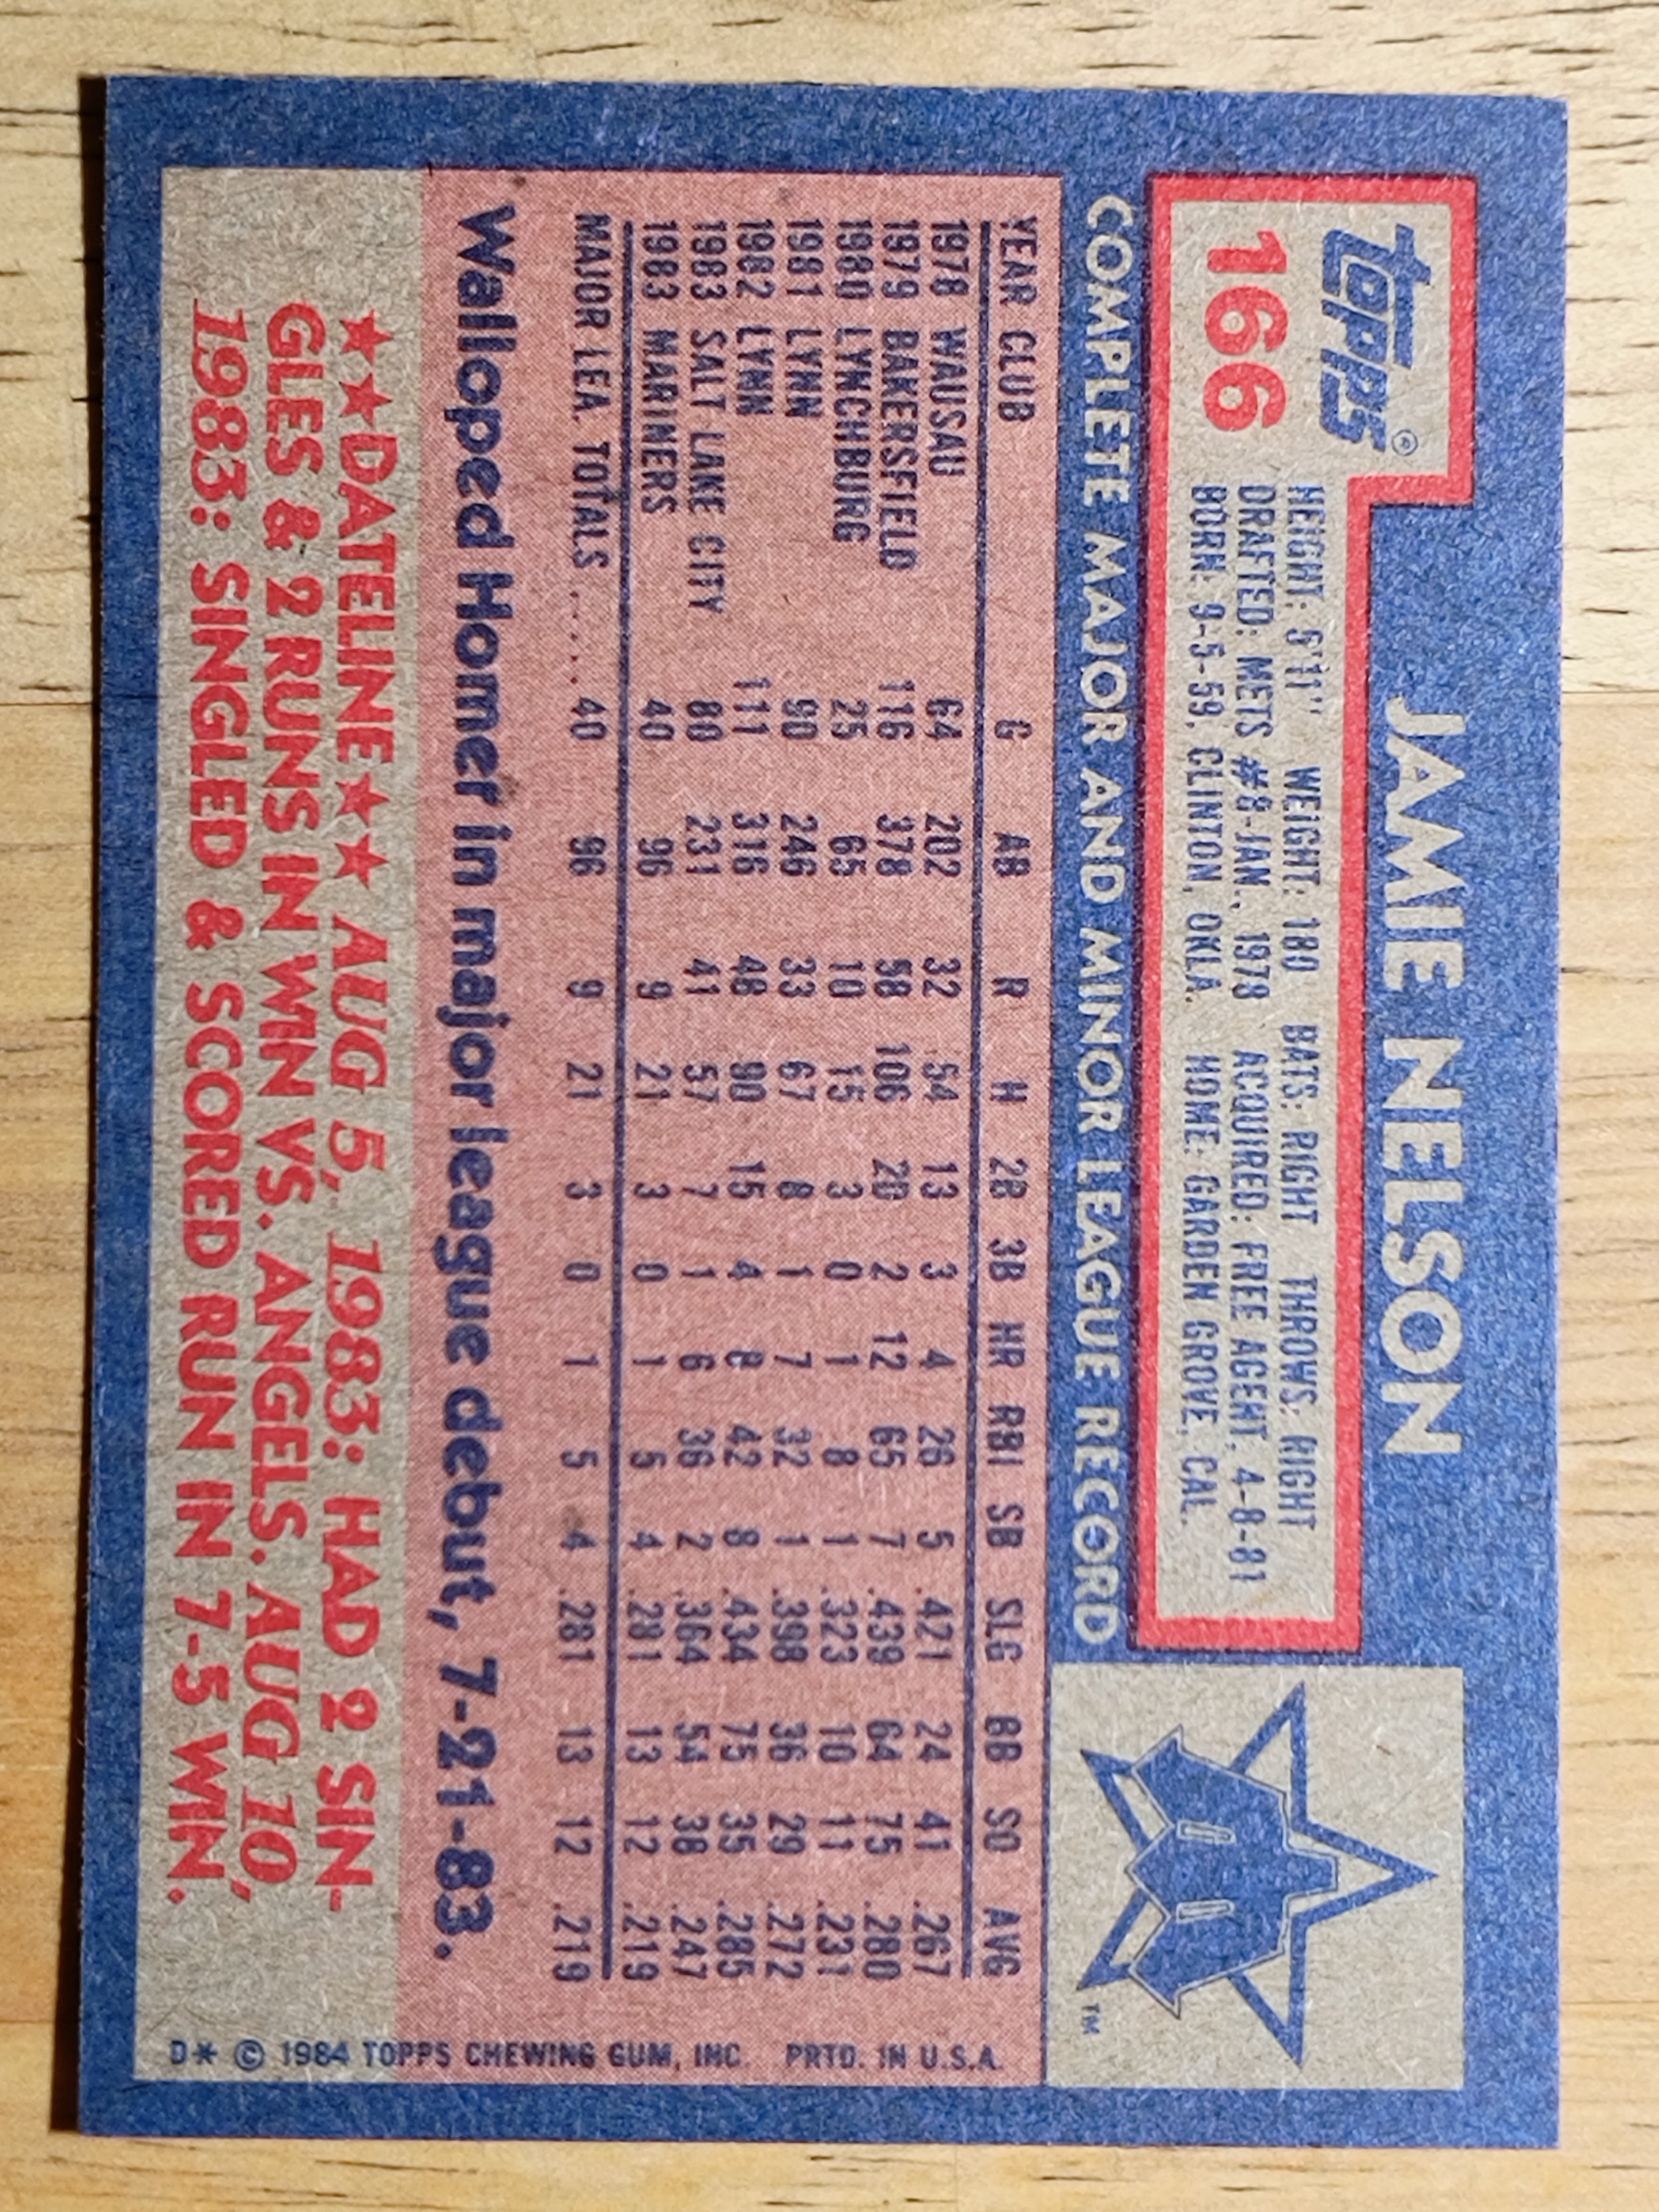 topps®
166
JAMIE NELSON
HEIGHT: 5'11" WEIGHT: 180 BATS: RIGHT THROWS: RIGHT
DRAFTED: METS #8-JAN., 1978 ACQUIRED: FREE AGENT, 4-8-81
BORN: 9-5-59, CLINTON, OKLA. HOME: GARDEN GROVE, CAL.
TM
COMPLETE MAJOR AND MINOR LEAGUE RECORD
YEAR CLUB G AB R H 2B 3B HR RBI SB SLG BB SO AVG
1978 WAUSAU 64 202 32 54 13 3 4 26 5 .421 24 41 .267
1979 BAKERSFIELD 116 378 58 106 20 2 12 65 7 .439 64 75 .280
1980 LYNCHBURG 25 65 10 15 3 0 1 8 1 .323 10 11 .231
1981 LYNN 90 246 33 67 8 1 7 32 1 .398 36 29 .272
1982 LYNN 111 316 48 90 15 4 8 42 8 .434 75 35 .285
1983 SALT LAKE CITY 80 231 41 57 7 1 6 36 2 .364 54 38 .247
1983 MARINERS 40 96 9 21 3 0 1 5 4 .281 13 12 .219
MAJOR LEA. TOTALS ...... 40 96 9 21 3 0 1 5 4 .281 13 12 .219
Walloped Homer in major league debut, 7-21-83.
★★DATELINE★★ AUG 5, 1983: HAD 2 SIN-
GLES & 2 RUNS IN WIN VS. ANGELS. AUG 10,
1983: SINGLED & SCORED RUN IN 7-5 WIN.
D* © 1984 TOPPS CHEWING GUM, INC. PRTD. IN U.S.A.